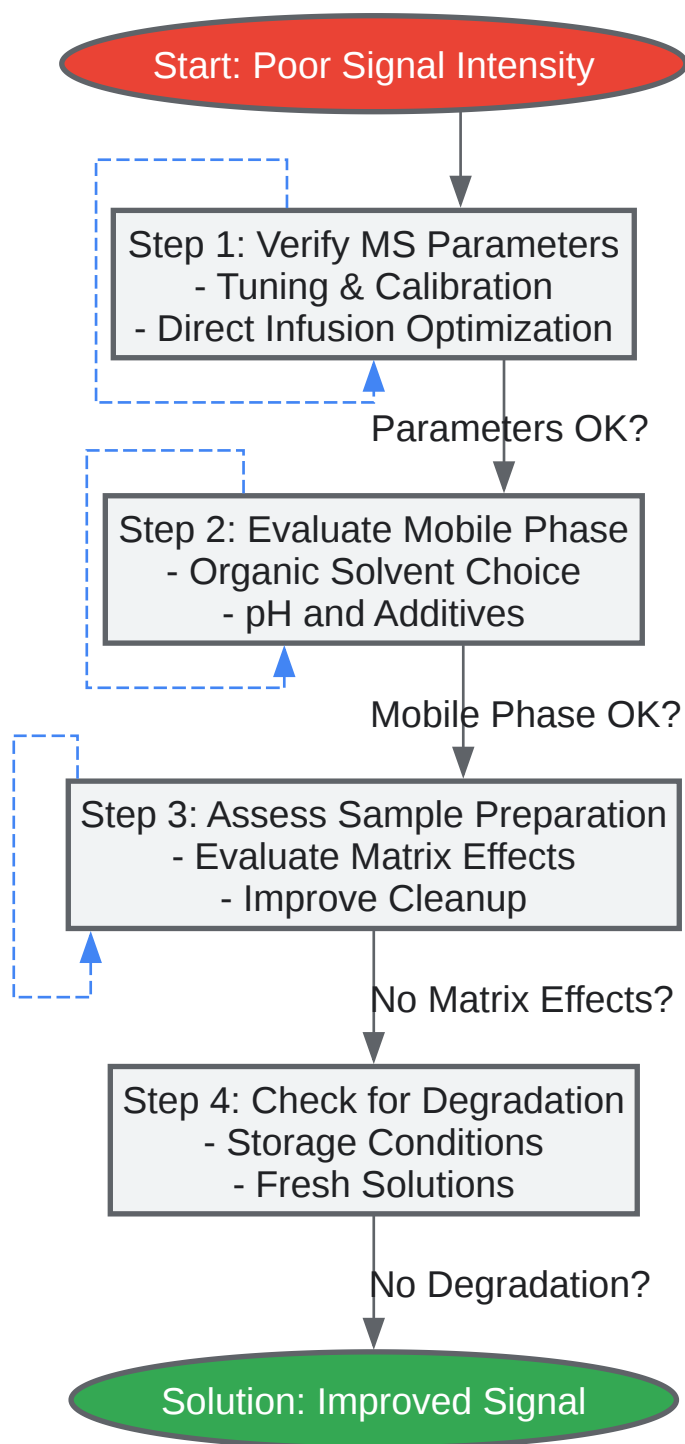 Start: Poor Signal Intensity
Step 1: Verify MS Parameters
- Tuning & Calibration
- Direct Infusion Optimization
Parameters OK?
Step 2: Evaluate Mobile Phase
- Organic Solvent Choice
- pH and Additives
Mobile Phase OK?
Step 3: Assess Sample Preparation
- Evaluate Matrix Effects
- Improve Cleanup
No Matrix Effects?
Step 4: Check for Degradation
- Storage Conditions
- Fresh Solutions
No Degradation?
Solution: Improved Signal